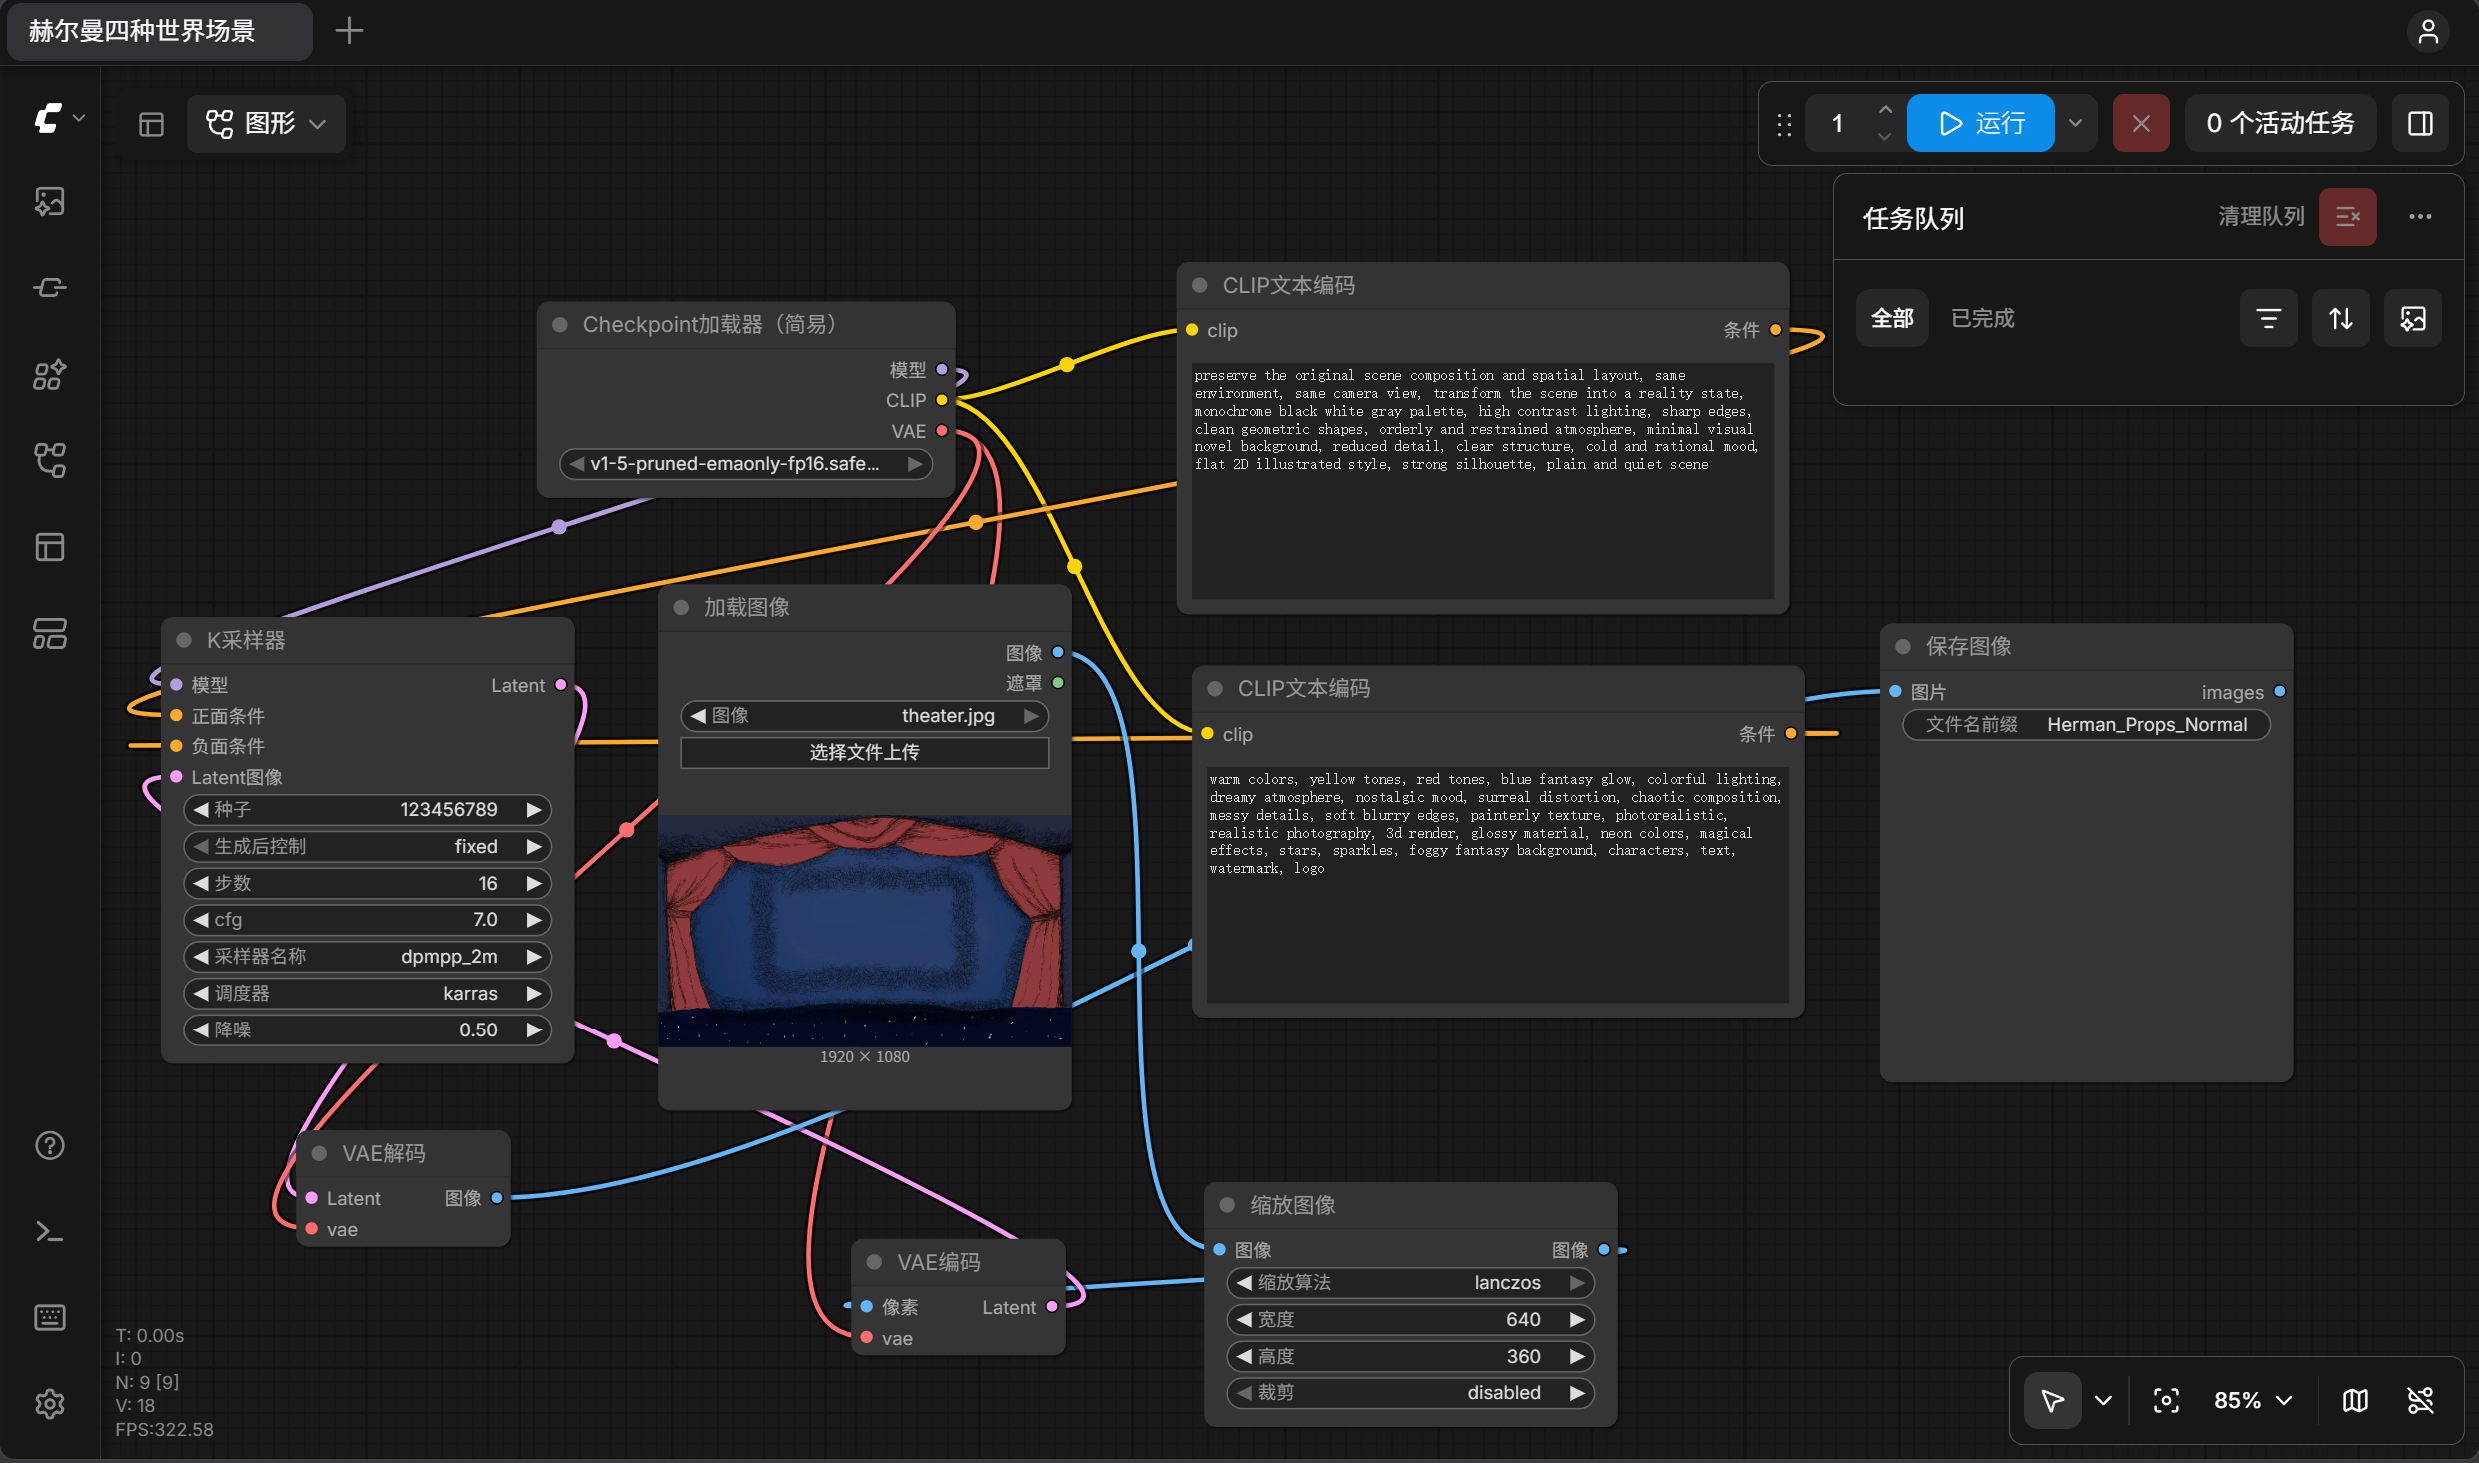 赫尔曼四种世界场景
图形
1
运行
0 个活动任务
任务队列
清理队列
全部
已完成
Checkpoint加载器（简易）
模型
CLIP
VAE
v1-5-pruned-emaonly-fp16.safe...
CLIP文本编码
clip
条件
preserve the original scene composition and spatial layout, same
environment, same camera view, transform the scene into a reality state,
monochrome black white gray palette, high contrast lighting, sharp edges,
clean geometric shapes, orderly and restrained atmosphere, minimal visual
novel background, reduced detail, clear structure, cold and rational mood,
flat 2D illustrated style, strong silhouette, plain and quiet scene
K采样器
模型
Latent
正面条件
负面条件
Latent图像
种子 123456789
生成后控制 fixed
步数 16
cfg 7.0
采样器名称 dpmpp_2m
调度器 karras
降噪 0.50
加载图像
图像
遮罩
图像 theater.jpg
选择文件上传
1920 × 1080
CLIP文本编码
clip
条件
warm colors, yellow tones, red tones, blue fantasy glow, colorful lighting,
dreamy atmosphere, nostalgic mood, surreal distortion, chaotic composition,
messy details, soft blurry edges, painterly texture, photorealistic,
realistic photography, 3d render, glossy material, neon colors, magical
effects, stars, sparkles, foggy fantasy background, characters, text,
watermark, logo
保存图像
图片
images
文件名前缀 Herman_Props_Normal
VAE解码
Latent
图像
vae
VAE编码
像素
Latent
vae
缩放图像
图像
图像
缩放算法 lanczos
宽度 640
高度 360
裁剪 disabled
T: 0.00s
I: 0
N: 9 [9]
V: 18
FPS:322.58
85%